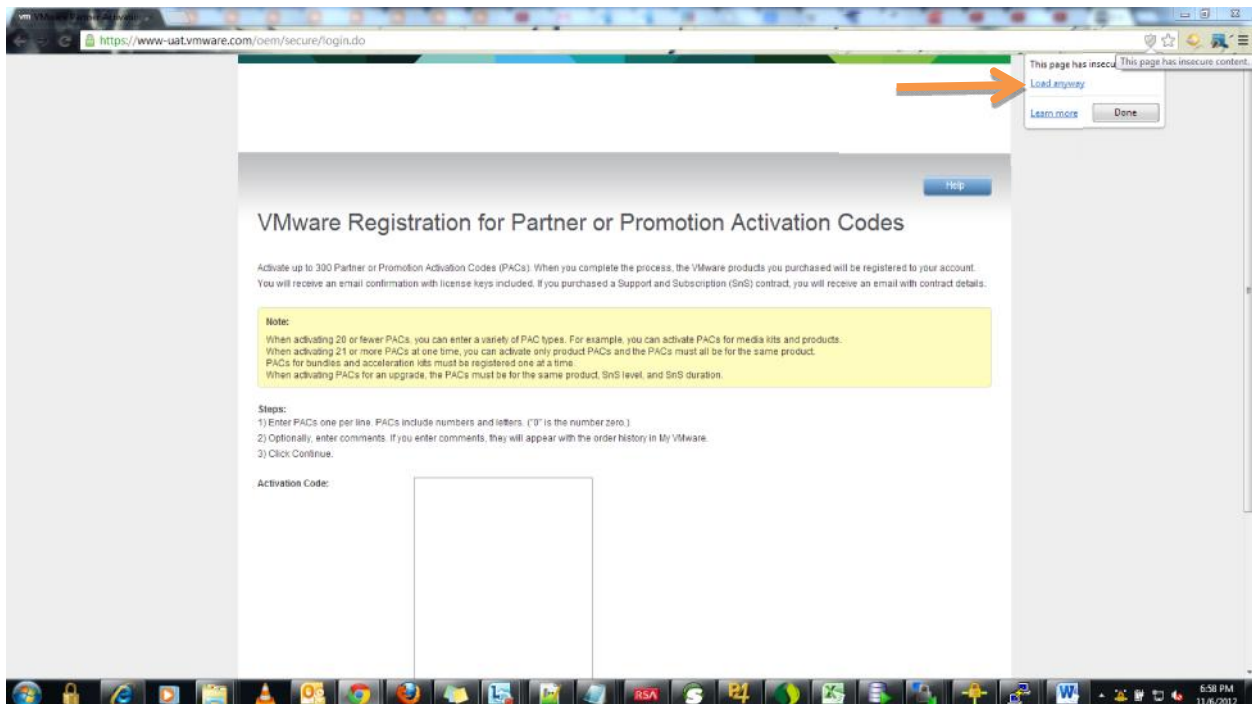 vm VMware Partner Activation
https://www-uat.vmware.com/oem/secure/login.do
This page has insecu
This page has insecure content.
Load anyway
Learn more
Done
Help
VMware Registration for Partner or Promotion Activation Codes
Activate up to 300 Partner or Promotion Activation Codes (PACs). When you complete the process, the VMware products you purchased will be registered to your account.
You will receive an email confirmation with license keys included. If you purchased a Support and Subscription (SnS) contract, you will receive an email with contract details.
Note:
When activating 20 or fewer PACs, you can enter a variety of PAC types. For example, you can activate PACs for media kits and products.
When activating 21 or more PACs at one time, you can activate only product PACs and the PACs must all be for the same product.
PACs for bundles and acceleration kits must be registered one at a time.
When activating PACs for an upgrade, the PACs must be for the same product, SnS level, and SnS duration.
Steps:
1) Enter PACs one per line. PACs include numbers and letters. ("0" is the number zero.)
2) Optionally, enter comments. If you enter comments, they will appear with the order history in My VMware.
3) Click Continue.
Activation Code:
RSA
6:58 PM
11/6/2012